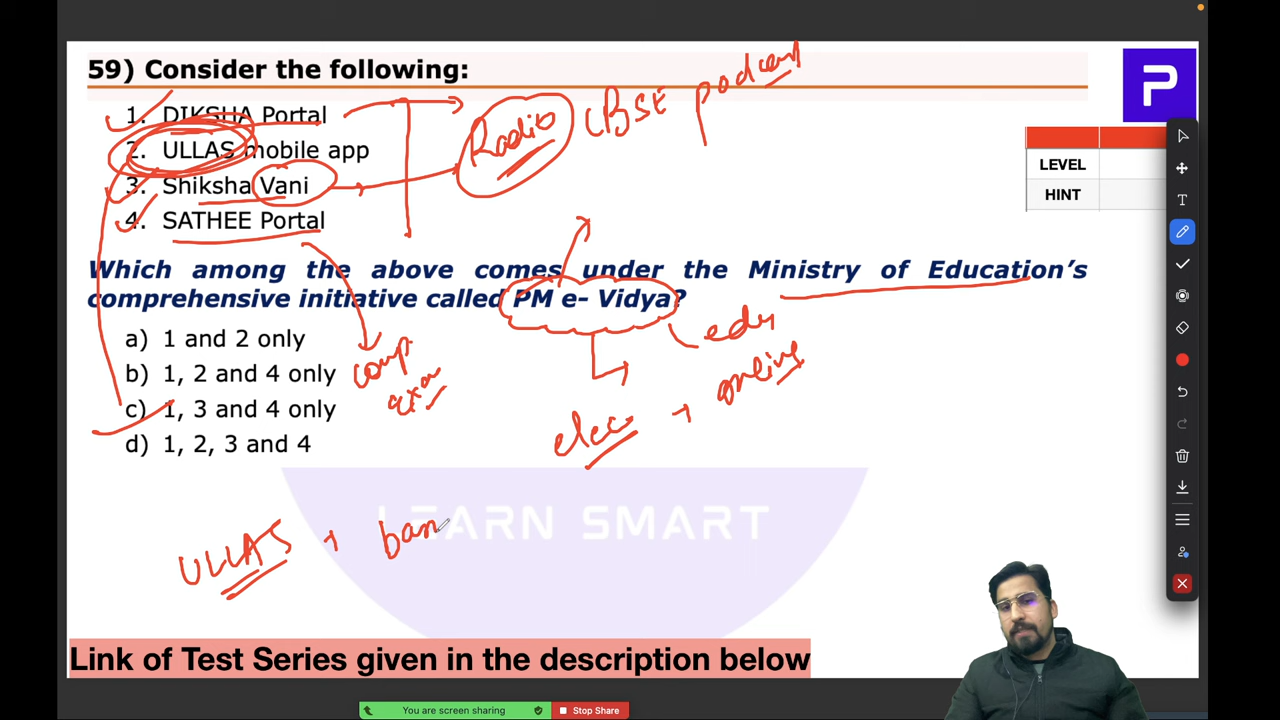 59) Consider the following:
1. DIKSHA Portal
2. ULLAS mobile app
3. Shiksha Vani
4. SATHEE Portal
Radio CBSE podcast
P
LEVEL
HINT
Which among the above comes under the Ministry of Education's
comprehensive initiative called PM e- Vidya?
a) 1 and 2 only
b) 1, 2 and 4 only
c) 1, 3 and 4 only
d) 1, 2, 3 and 4
comp
exam
edu
elec + online
LEARN SMART
ULLAS + ban
Link of Test Series given in the description below
You are screen sharing
Stop Share